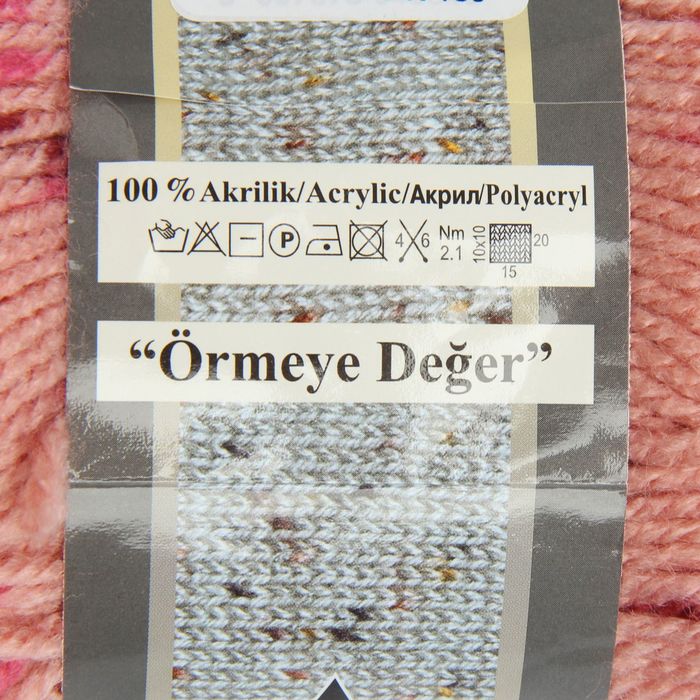 100 % Akrilik/Acrylic/Акрил/Polyacryl
P 4 6 Nm 2.1 10x10 20 15
“Örmeye Değer”